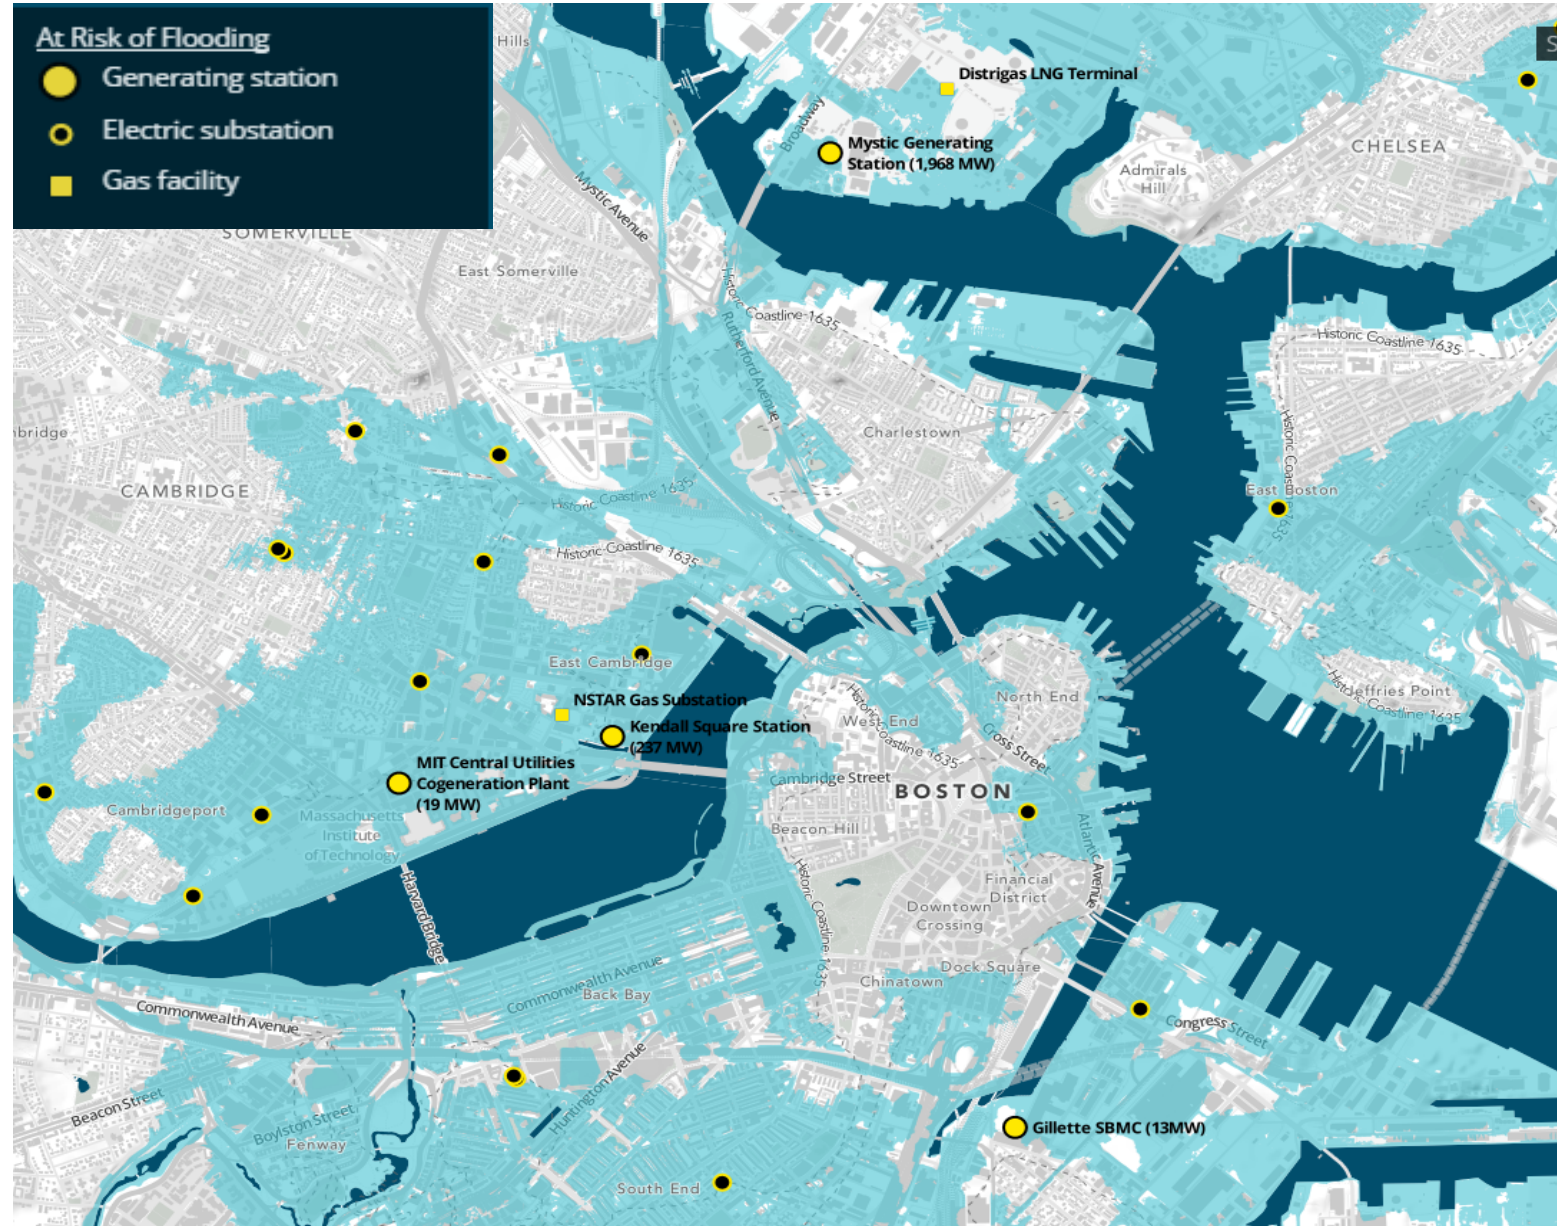 At Risk of Flooding
Generating station
Electric substation
Gas facility
Hills
S
Distrigas LNG Terminal
Broadway
Mystic Generating
Station (1,968 MW)
CHELSEA
Admirals
Hill
Mystic Avenue
SOMERVILLE
East Somerville
Historic Coastline 1635
Rutherford Avenue
Historic Coastline 1635
Charlestown
nbridge
CAMBRIDGE
Historic Coastline 1635
East Boston
Historic Coastline 1635
Historic Coastline 1635
East Cambridge
NSTAR Gas Substation
Kendall Square Station
(237 MW)
MIT Central Utilities
Cogeneration Plant
(19 MW)
Cambridgeport
Massachusetts
Institute
of Technology
Harvard Bridge
North End
West End
Historic Coastline 1635
Cross Street
Jeffries Point
Historic Coastline 1635
Cambridge Street
BOSTON
Beacon Hill
Atlantic Avenue
Financial
District
Downtown
Crossing
Historic Coastline 1635
Dock Square
Chinatown
Commonwealth Avenue
Back Bay
Commonwealth Avenue
Congress Street
Huntington Avenue
Beacon Street
Boylston Street
Fenway
Gillette SBMC (13MW)
South End